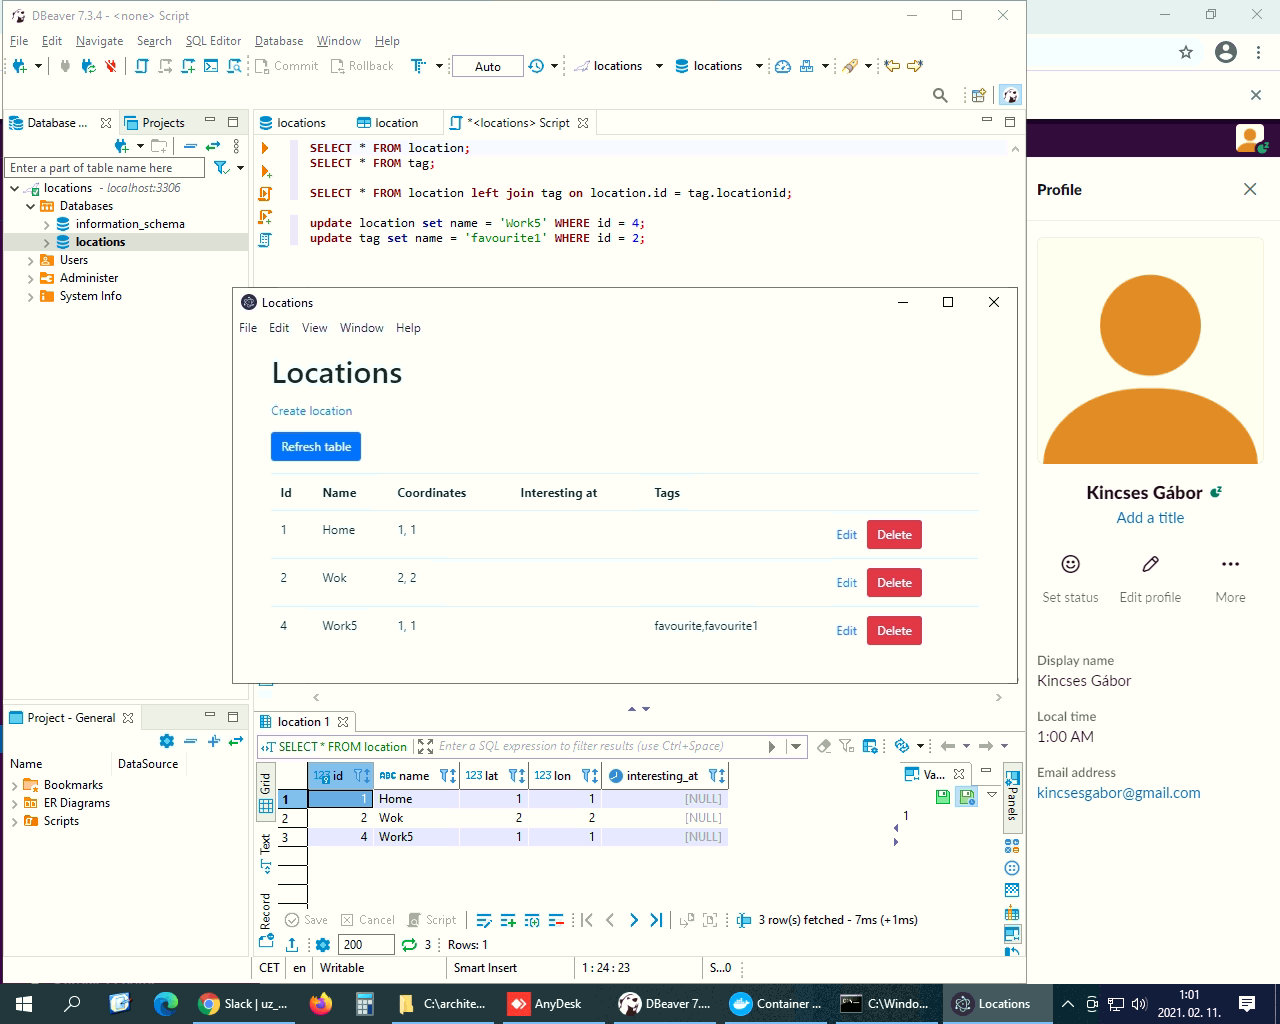 DBeaver 7.3.4 - <none> Script
File Edit Navigate Search SQL Editor Database Window Help
Commit Rollback Auto locations locations
Database ... Projects
Enter a part of table name here
locations - localhost:3306
Databases
information_schema
locations
Users
Administer
System Info
locations location *<locations> Script
SELECT * FROM location;
SELECT * FROM tag;
SELECT * FROM location left join tag on location.id = tag.locationid;
update location set name = 'Work5' WHERE id = 4;
update tag set name = 'favourite1' WHERE id = 2;
Locations
File Edit View Window Help
Locations
Create location
Refresh table
Id Name Coordinates Interesting at Tags
1 Home 1, 1 Edit Delete
2 Wok 2, 2 Edit Delete
4 Work5 1, 1 favourite,favourite1 Edit Delete
Project - General
Name DataSource
Bookmarks
ER Diagrams
Scripts
location 1
SELECT * FROM location Enter a SQL expression to filter results (use Ctrl+Space)
Grid
Text
Record
123 id ABC name 123 lat 123 lon interesting_at
1 1 Home 1 1 [NULL]
2 2 Wok 2 2 [NULL]
3 4 Work5 1 1 [NULL]
Va...
1
Panels
Save Cancel Script 3 row(s) fetched - 7ms (+1ms)
200 3 Rows: 1
CET en Writable Smart Insert 1 : 24 : 23 S...0
Profile
Kincses Gábor
Add a title
Set status Edit profile More
Display name
Kincses Gábor
Local time
1:00 AM
Email address
kincsesgabor@gmail.com
Slack | uz_... C:\archite... AnyDesk DBeaver 7.... Container ... C:\Windo... Locations
1:01
2021. 02. 11.